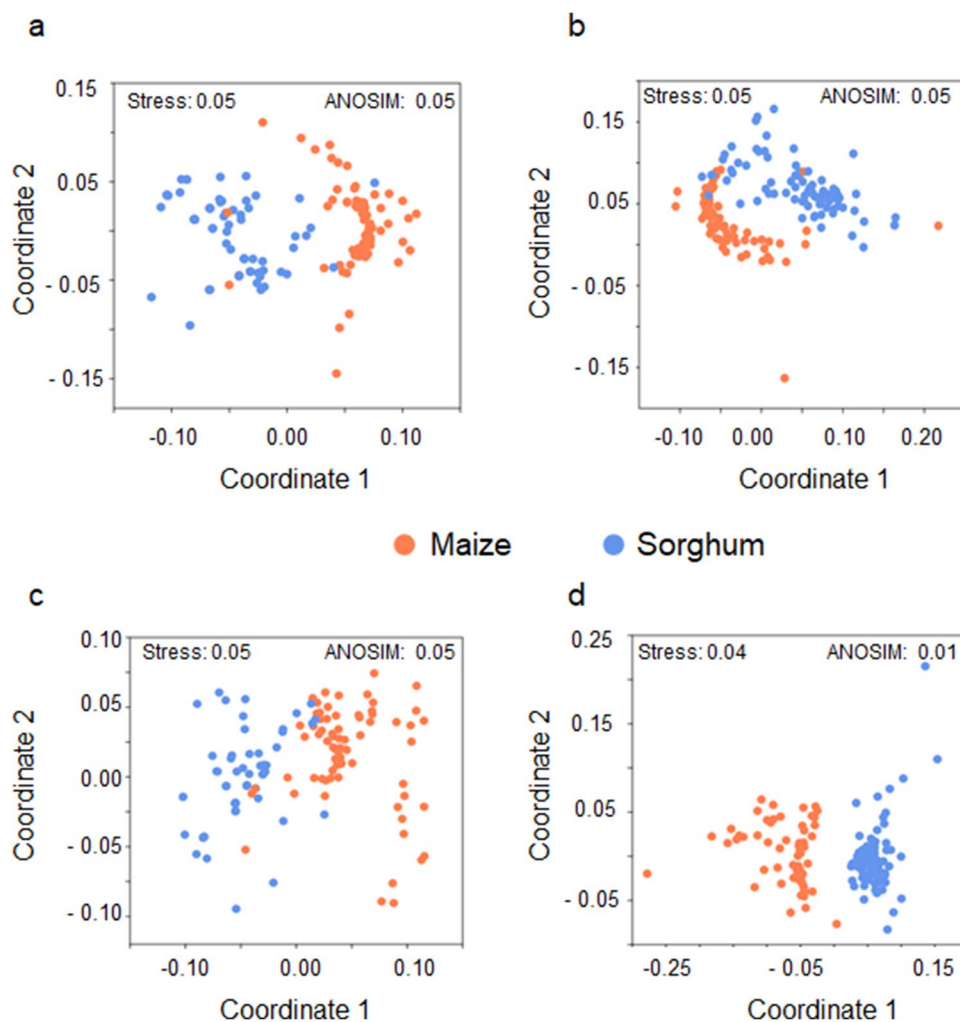 a
b
Stress: 0.05 ANOSIM: 0.05
0.15
0.05
- 0.05
- 0.15
Coordinate 2
-0.10 0.00 0.10
Coordinate 1
Stress: 0.05 ANOSIM: 0.05
0.15
0.05
-0.05
-0.15
Coordinate 2
-0.10 0.00 0.10 0.20
Coordinate 1
Maize Sorghum
c
d
Stress: 0.05 ANOSIM: 0.05
0.10
0.05
0.00
-0.05
- 0.10
Coordinate 2
-0.10 0.00 0.10
Coordinate 1
Stress: 0.04 ANOSIM: 0.01
0.25
0.15
0.05
- 0.05
Coordinate 2
-0.25 - 0.05 0.15
Coordinate 1